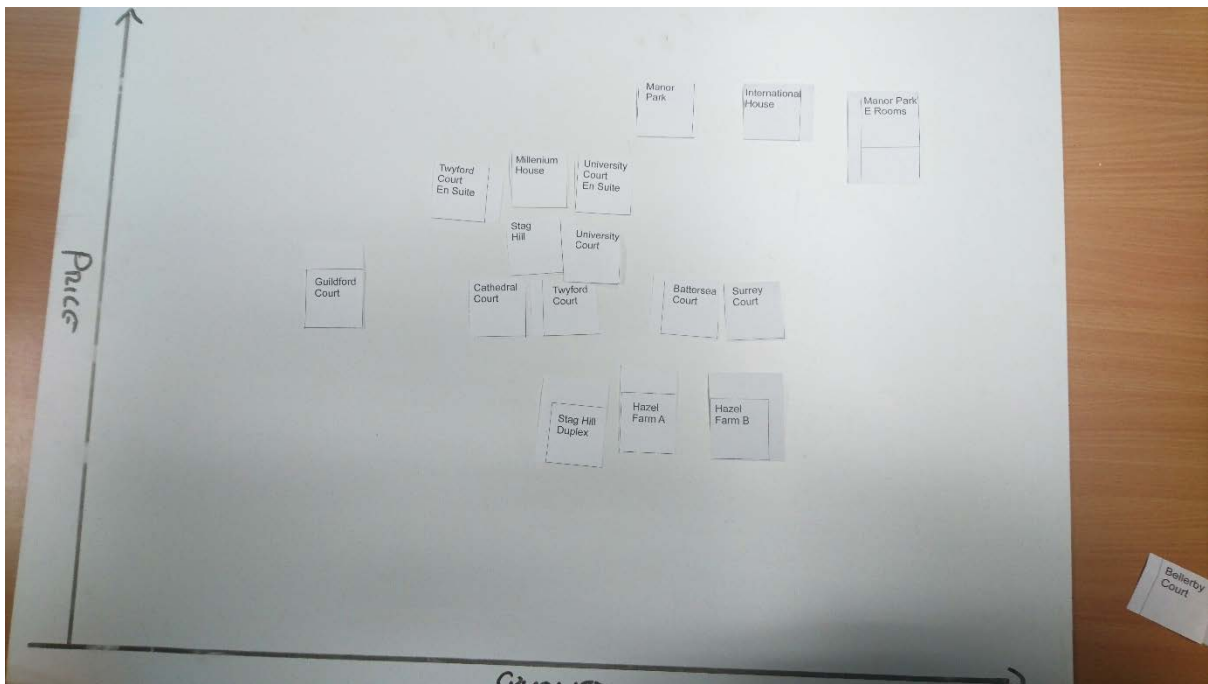 Manor
Park
International
House
Manor Park
E Rooms
Twyford
Court
En Suite
Millenium
House
University
Court
En Suite
Stag
Hill
University
Court
PRICE
Guildford
Court
Cathedral
Court
Twyford
Court
Battersea
Court
Surrey
Court
Stag Hill
Duplex
Hazel
Farm A
Hazel
Farm B
Bellerby
Court